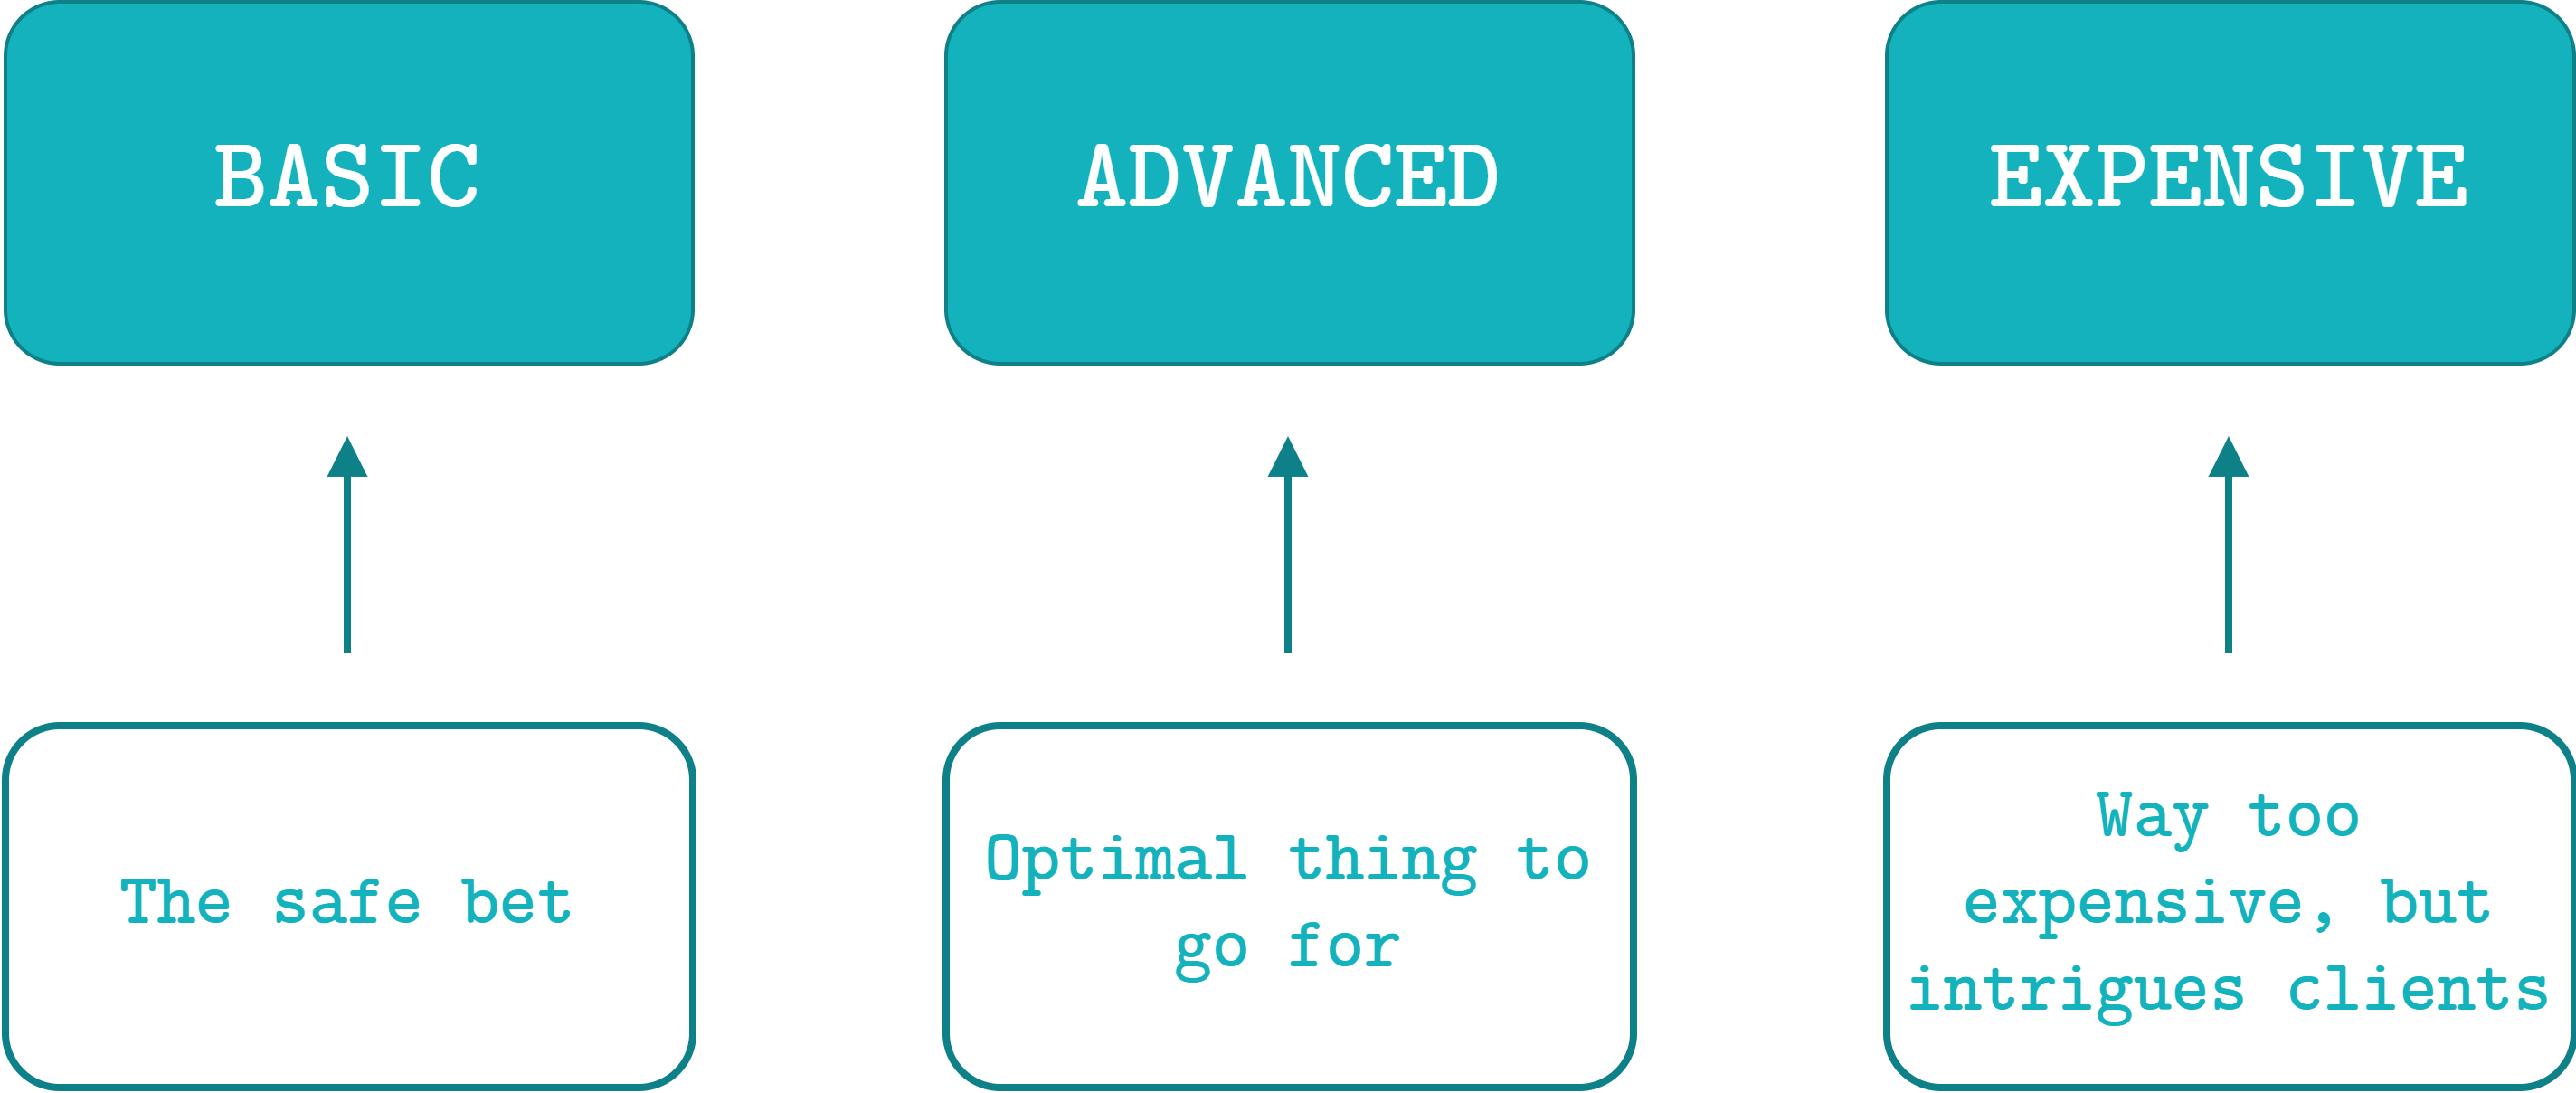 BASIC
ADVANCED
EXPENSIVE
The safe bet
Optimal thing to
go for
Way too
expensive, but
intrigues clients